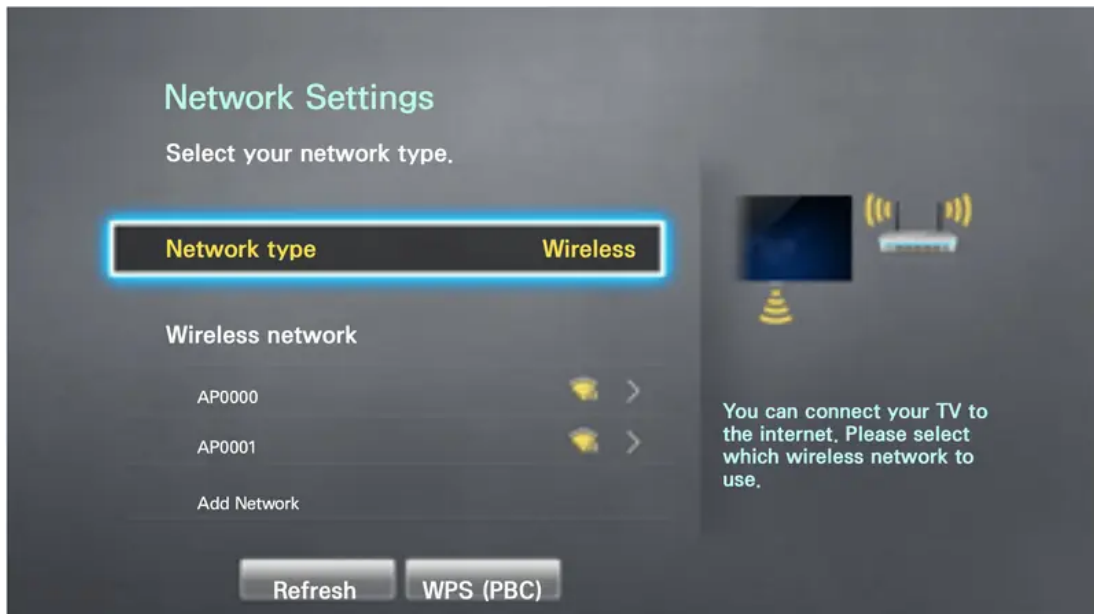 Network Settings
Select your network type.
Network type Wireless
Wireless network
AP0000
AP0001
Add Network
You can connect your TV to
the internet. Please select
which wireless network to
use.
Refresh WPS (PBC)